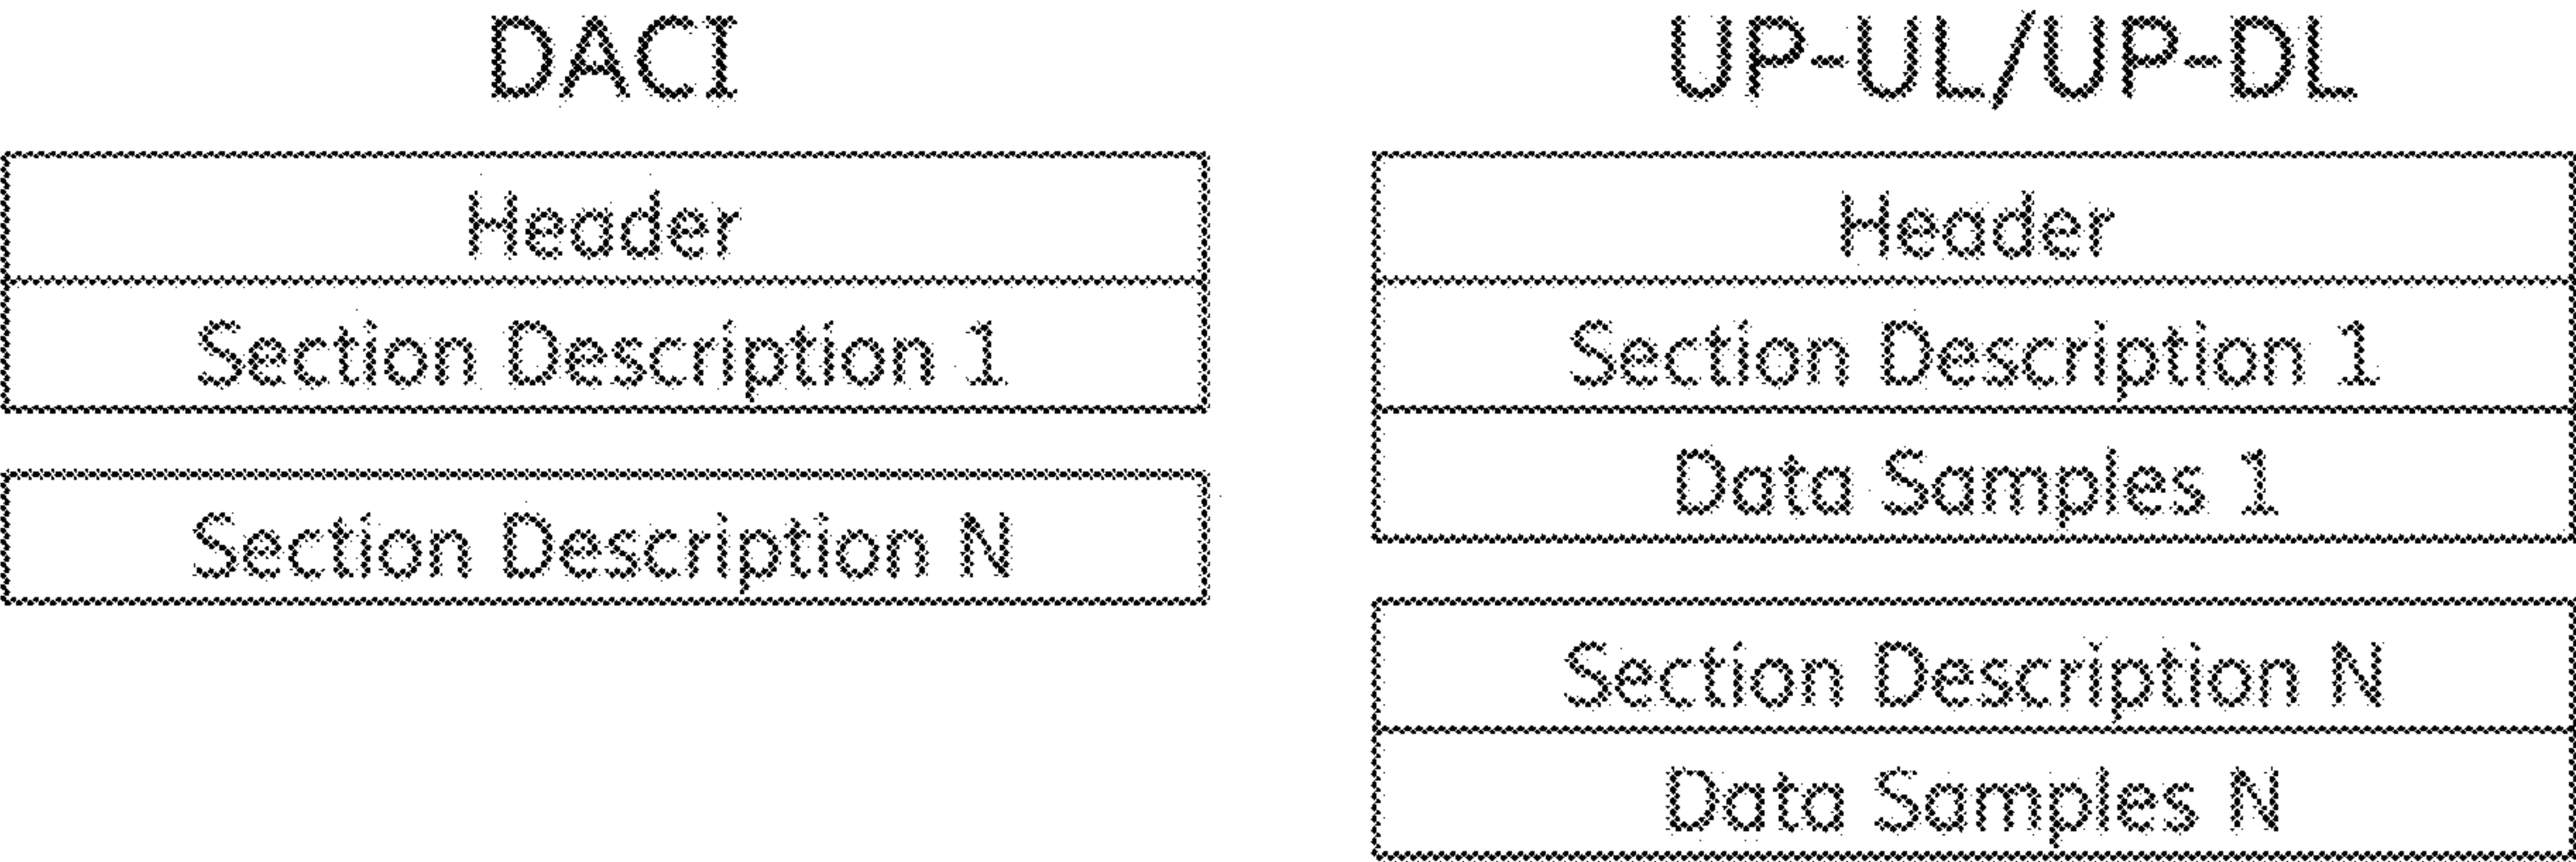 DACI
Header
Section Description 1
Section Description N
UP-UL/UP-DL
Header
Section Description 1
Data Samples 1
Section Description N
Data Samples N